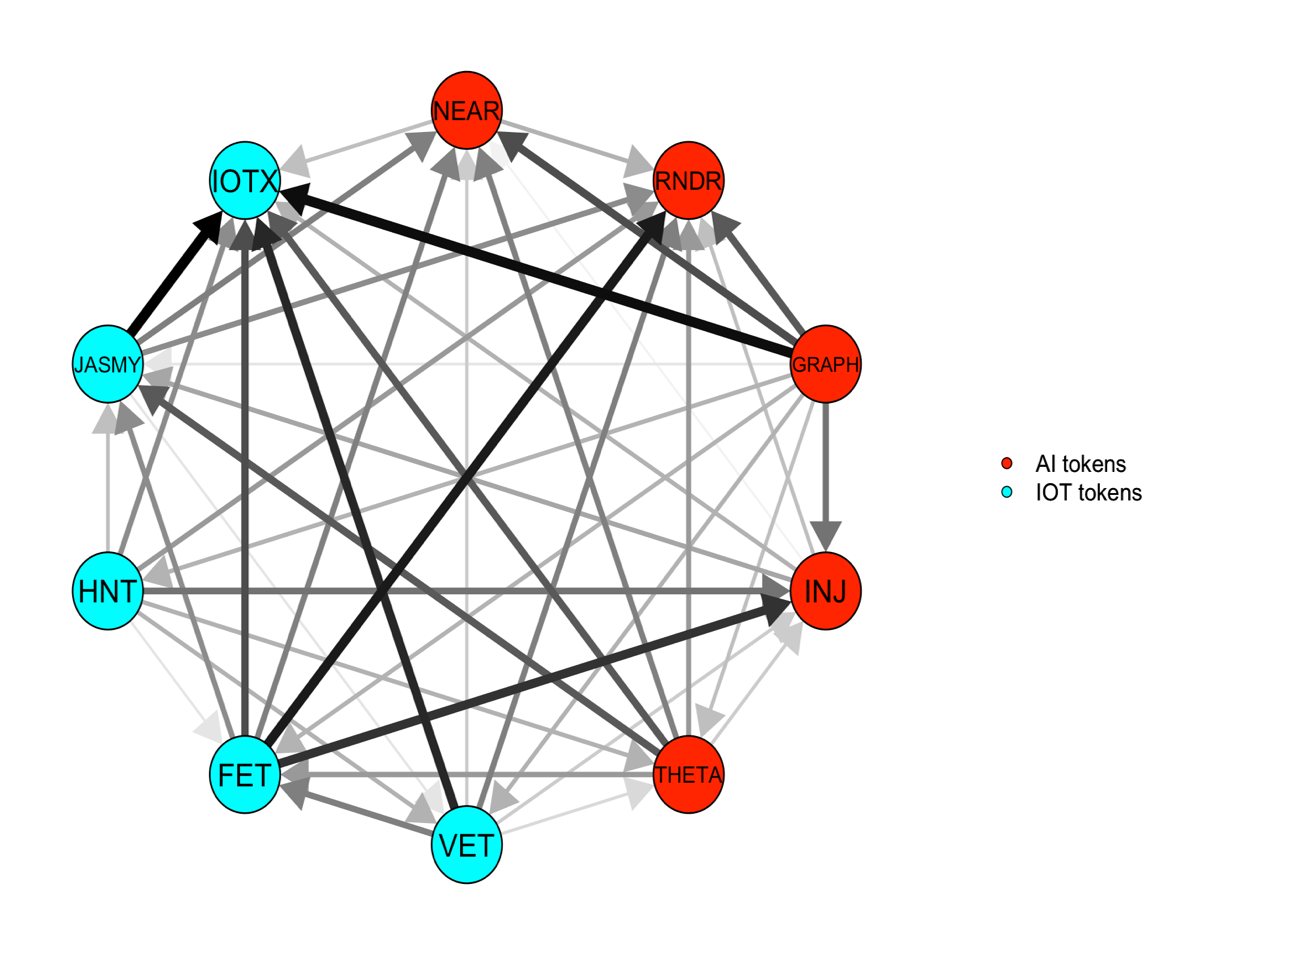 NEAR
IOTX
RNDR
JASMY
GRAPH
AI tokens
IOT tokens
HNT
INJ
FET
THETA
VET